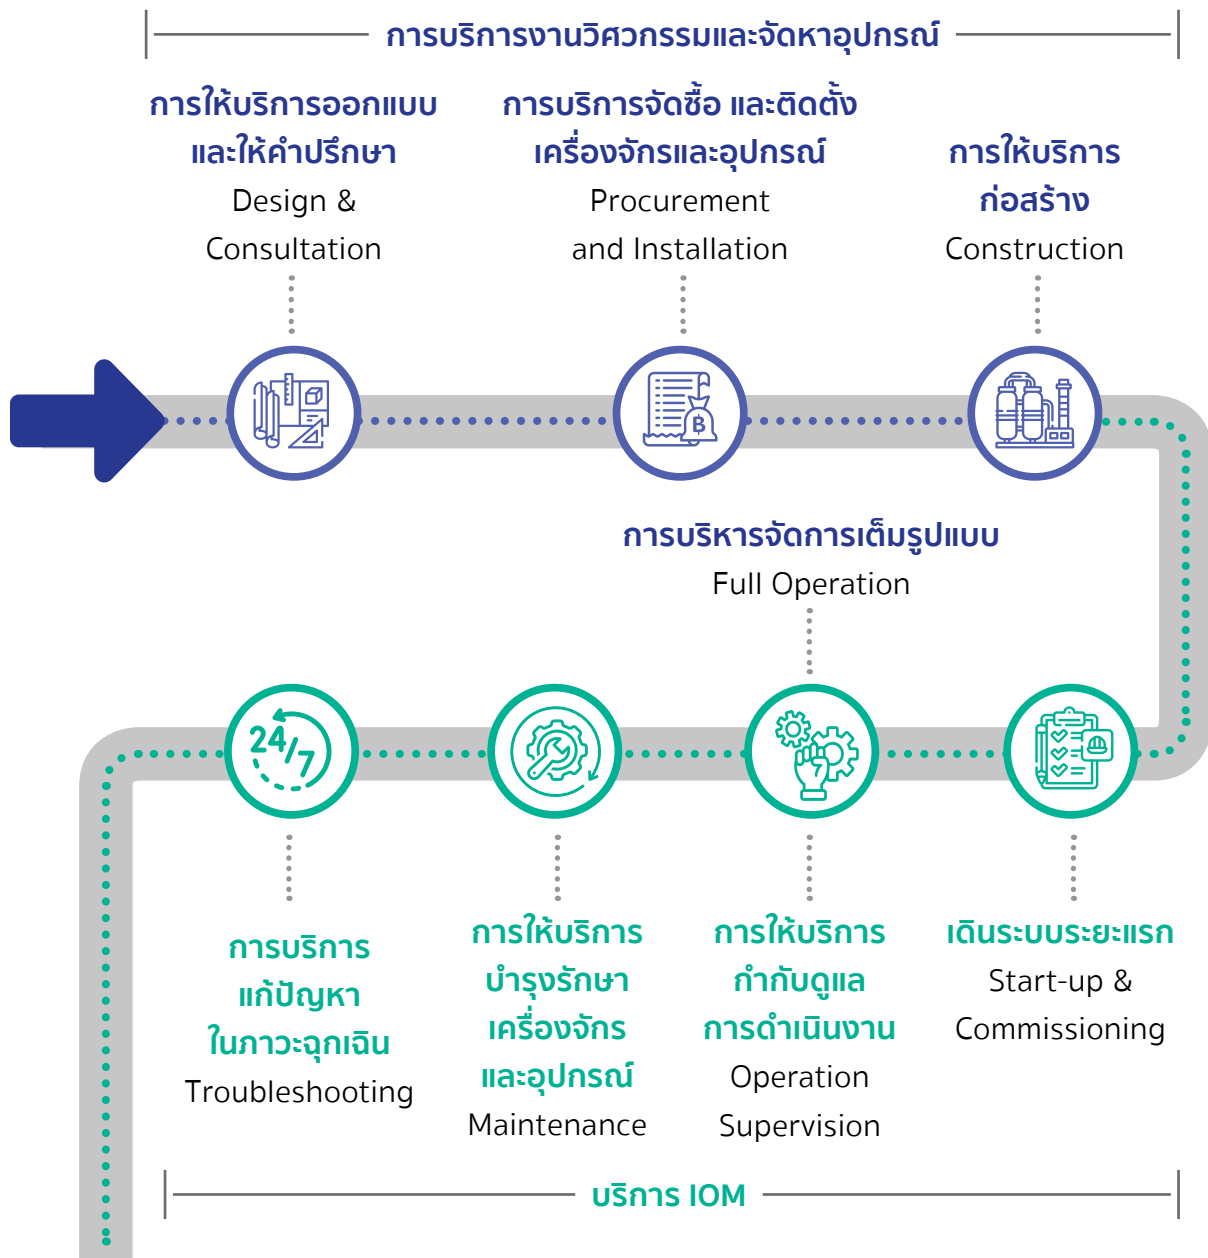 การบริการงานวิศวกรรมและจัดหาอุปกรณ์
การให้บริการออกแบบ
และให้คำปรึกษา
Design &
Consultation
การบริการจัดซื้อ และติดตั้ง
เครื่องจักรและอุปกรณ์
Procurement
and Installation
การให้บริการ
ก่อสร้าง
Construction
฿
การบริหารจัดการเต็มรูปแบบ
Full Operation
24/7
การบริการ
แก้ปัญหา
ในภาวะฉุกเฉิน
Troubleshooting
การให้บริการ
บำรุงรักษา
เครื่องจักร
และอุปกรณ์
Maintenance
การให้บริการ
กำกับดูแล
การดำเนินงาน
Operation
Supervision
เดินระบบระยะแรก
Start-up &
Commissioning
บริการ IOM